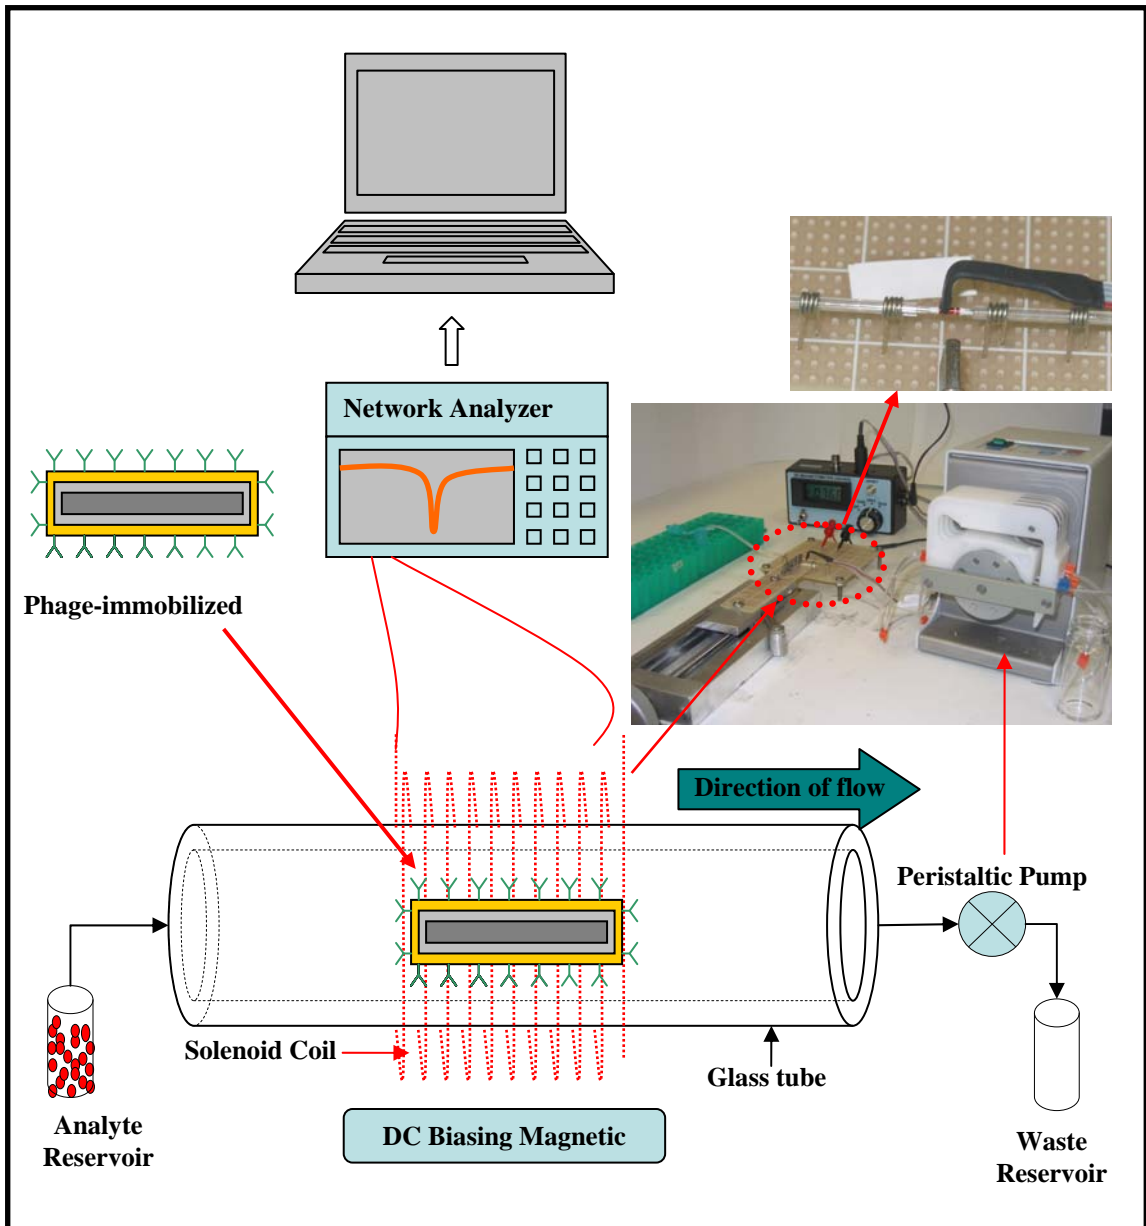 Network Analyzer
Phage-immobilized
Direction of flow
Peristaltic Pump
Solenoid Coil
Glass tube
Analyte
Reservoir
DC Biasing Magnetic
Waste
Reservoir